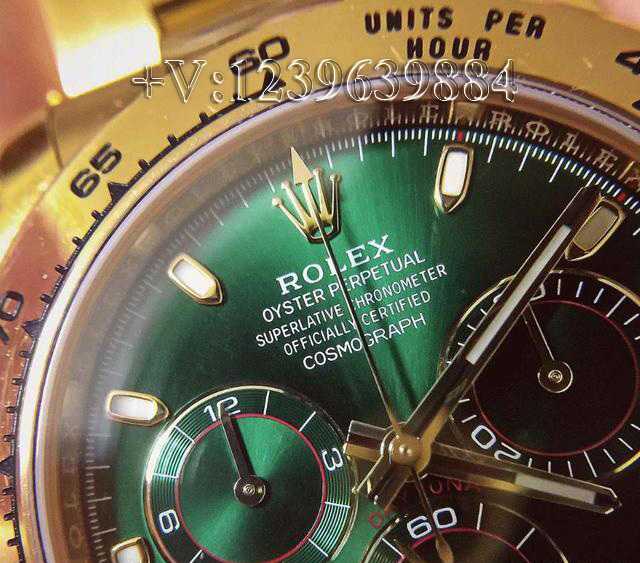 UNITS PER
HOUR
60
+V:1239639884
65
70
ROLEX
OYSTER PERPETUAL
SUPERLATIVE CHRONOMETER
OFFICIALLY CERTIFIED
COSMOGRAPH
12
3
9
20
60